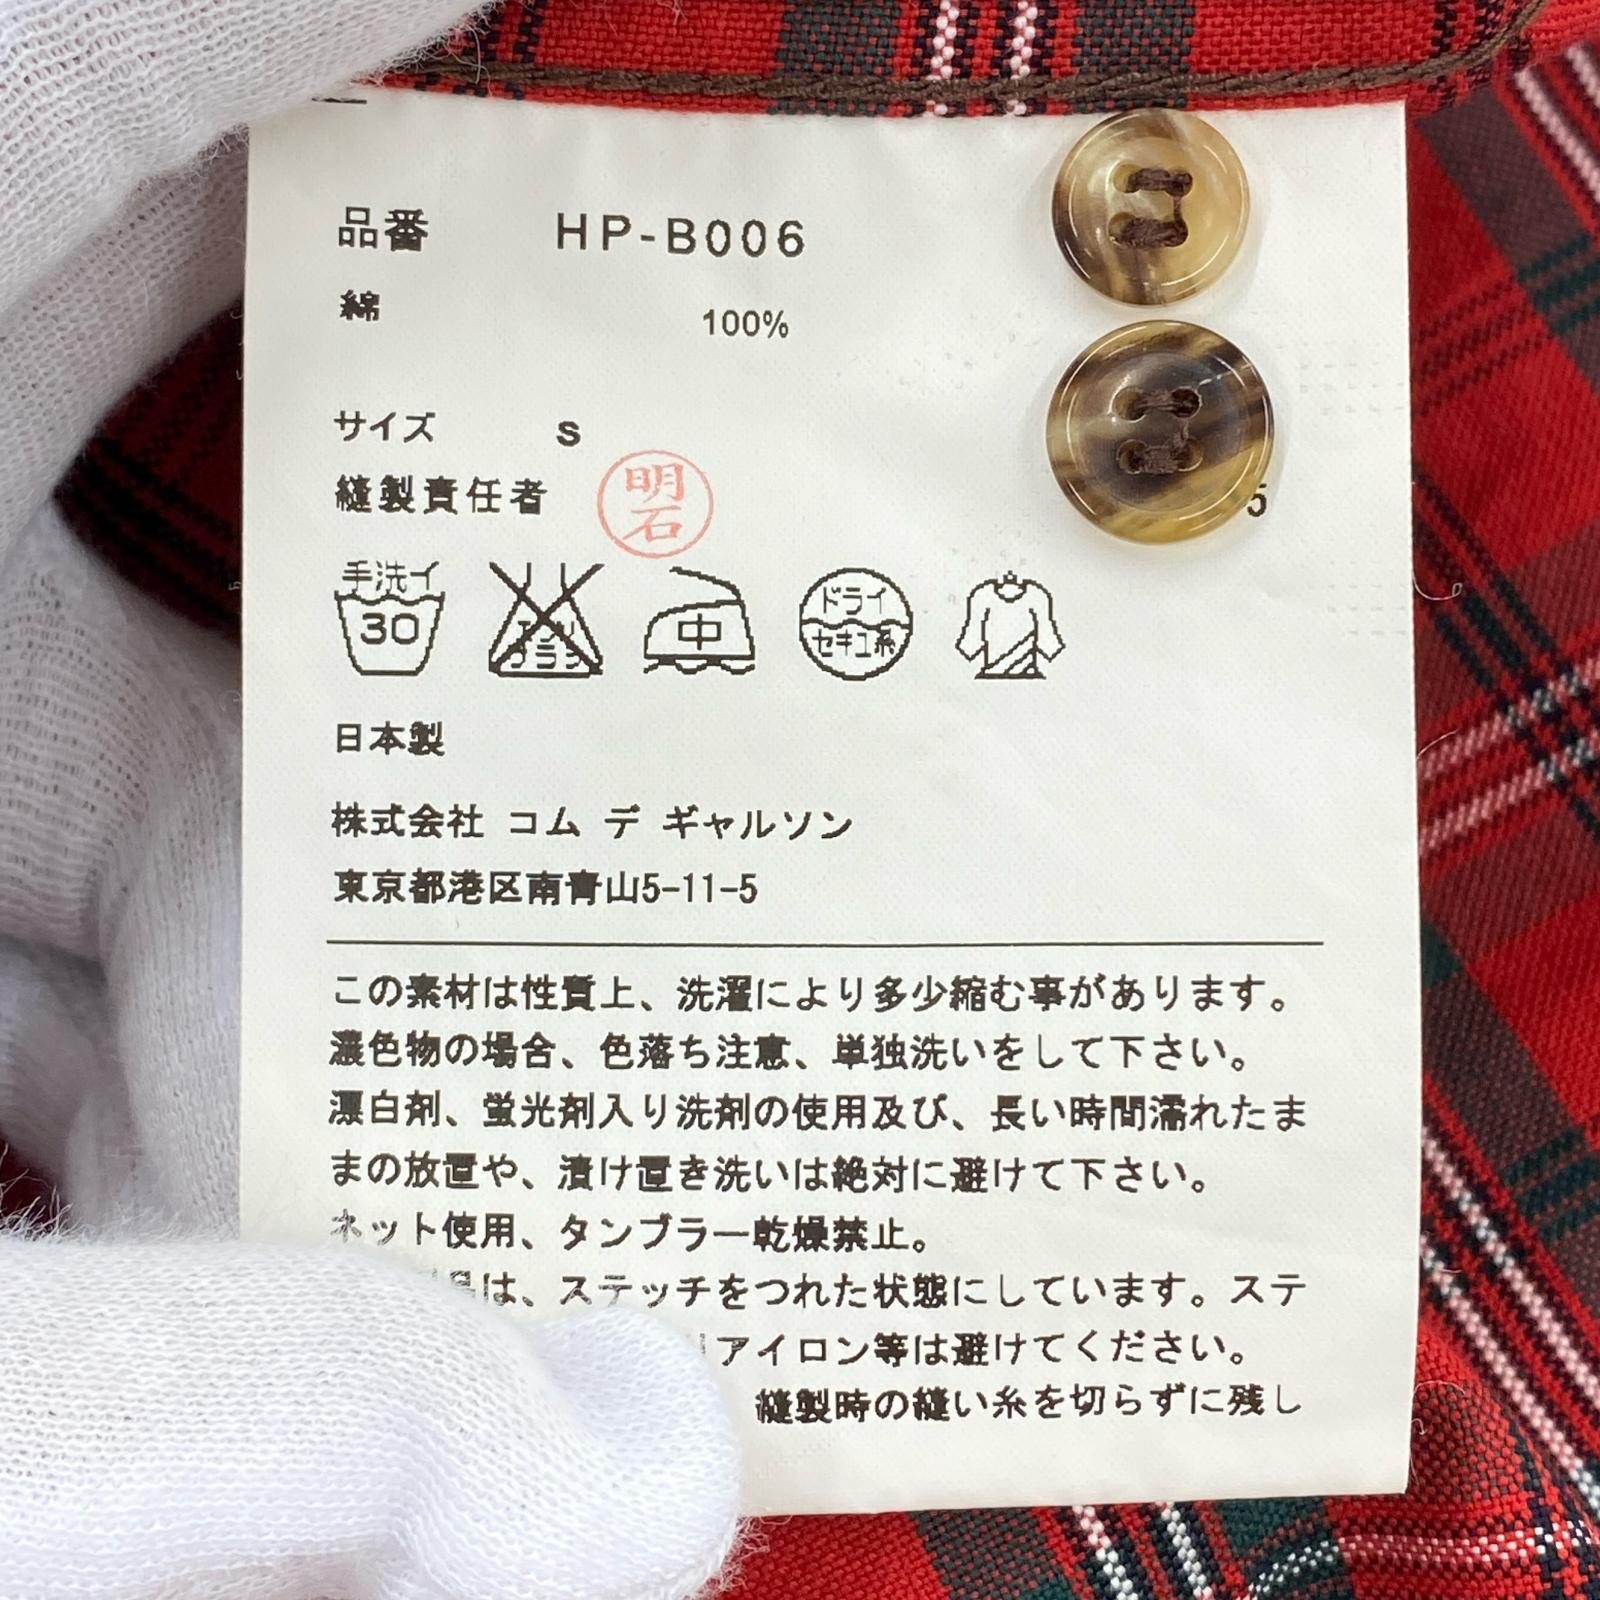 品番 HP-B006
綿 100%
サイズ S
縫製責任者 明石
5
手洗イ
30
エンソ
サラシ
中
ドライ
セキユ系
日本製
株式会社 コム デ ギャルソン
東京都港区南青山5-11-5
この素材は性質上、洗濯により多少縮む事があります。
濃色物の場合、色落ち注意、単独洗いをして下さい。
漂白剤、蛍光剤入り洗剤の使用及び、長い時間濡れたま
まの放置や、漬け置き洗いは絶対に避けて下さい。
ネット使用、タンブラー乾燥禁止。
は、ステッチをつれた状態にしています。ステ
アイロン等は避けてください。
縫製時の縫い糸を切らずに残し